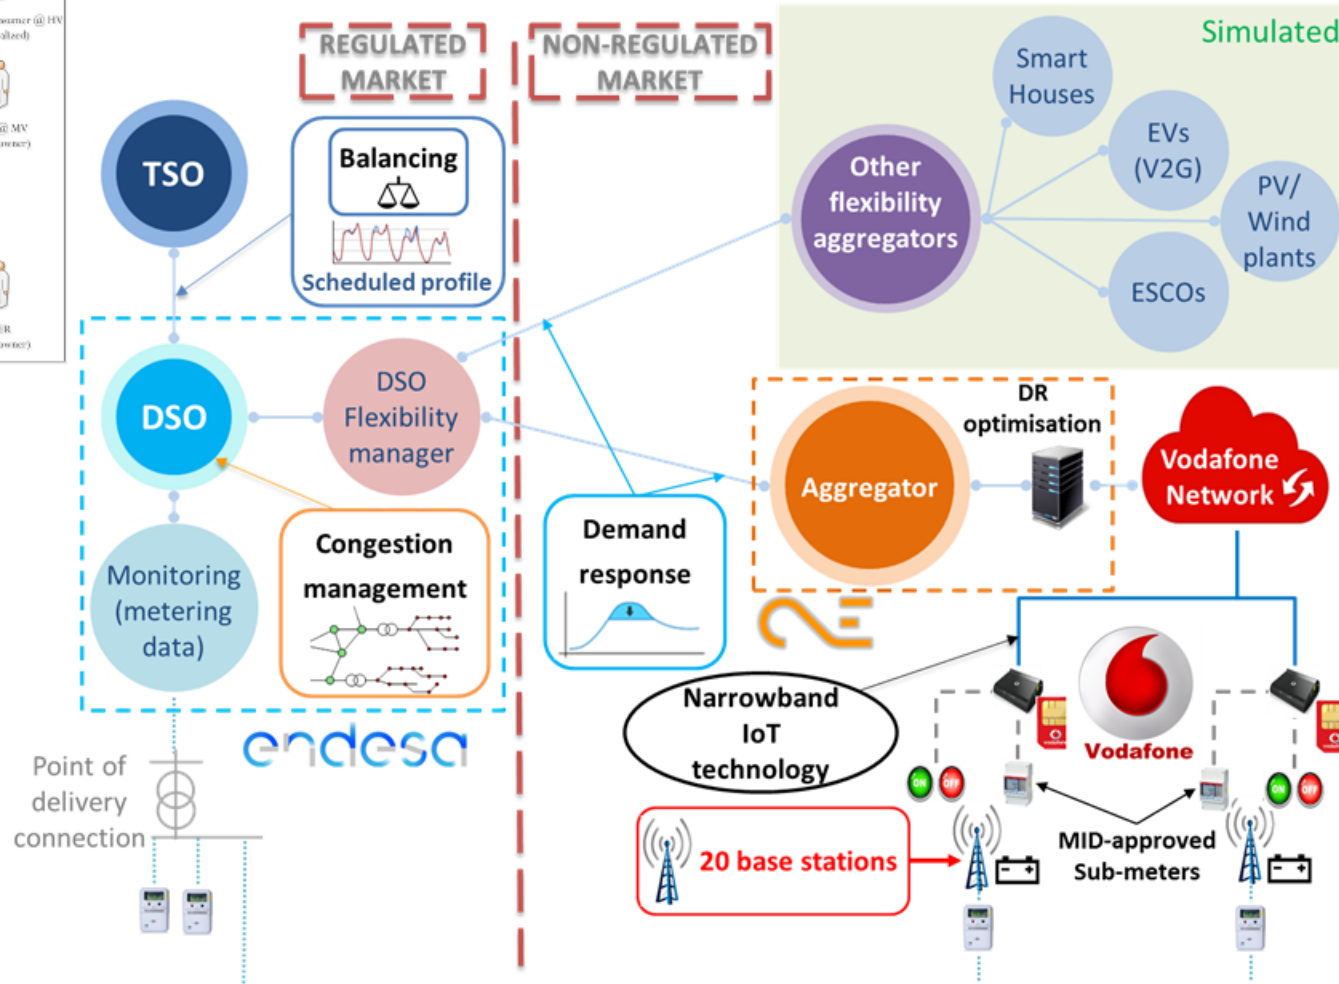 @ HV
@ MV
REGULATED
MARKET
NON-REGULATED
MARKET
Simulated
TSO
Balancing
Scheduled profile
Other
flexibility
aggregators
Smart
Houses
EVs
(V2G)
PV/
Wind
plants
ESCOs
DSO
DSO
Flexibility
manager
Monitoring
(metering
data)
Congestion
management
endesa
Demand
response
Aggregator
DR
optimisation
Vodafone
Network
Narrowband
IoT
technology
Vodafone
ON
OFF
ON
OFF
20 base stations
MID-approved
Sub-meters
Point of
delivery
connection